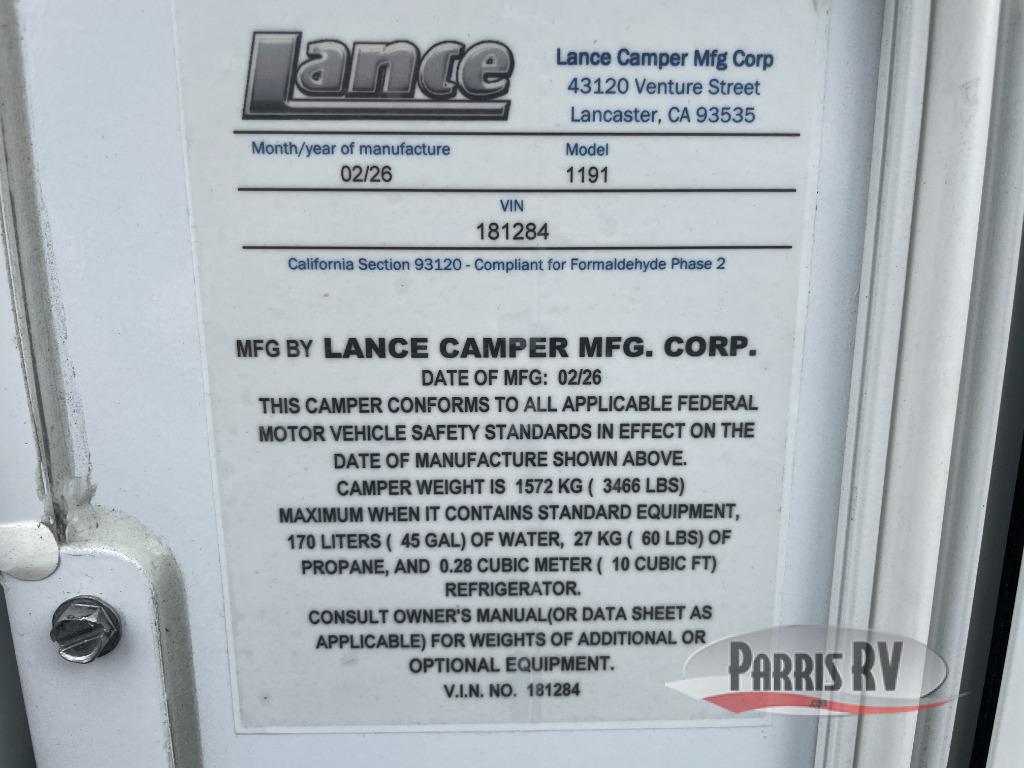 Lance
Lance Camper Mfg Corp
43120 Venture Street
Lancaster, CA 93535
Month/year of manufacture Model
02/26 1191
VIN
181284
California Section 93120 - Compliant for Formaldehyde Phase 2
MFG BY LANCE CAMPER MFG. CORP.
DATE OF MFG: 02/26
THIS CAMPER CONFORMS TO ALL APPLICABLE FEDERAL
MOTOR VEHICLE SAFETY STANDARDS IN EFFECT ON THE
DATE OF MANUFACTURE SHOWN ABOVE.
CAMPER WEIGHT IS 1572 KG ( 3466 LBS)
MAXIMUM WHEN IT CONTAINS STANDARD EQUIPMENT,
170 LITERS ( 45 GAL) OF WATER, 27 KG ( 60 LBS) OF
PROPANE, AND 0.28 CUBIC METER ( 10 CUBIC FT)
REFRIGERATOR.
CONSULT OWNER'S MANUAL(OR DATA SHEET AS
APPLICABLE) FOR WEIGHTS OF ADDITIONAL OR
OPTIONAL EQUIPMENT.
V.I.N. NO. 181284
PARRIS RV
.com